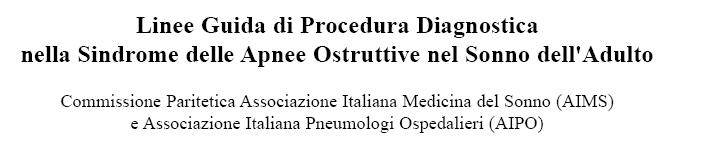 Linee Guida di Procedura Diagnostica
nella Sindrome delle Apnee Ostruttive nel Sonno dell'Adulto
Commissione Paritetica Associazione Italiana Medicina del Sonno (AIMS)
e Associazione Italiana Pneumologi Ospedalieri (AIPO)